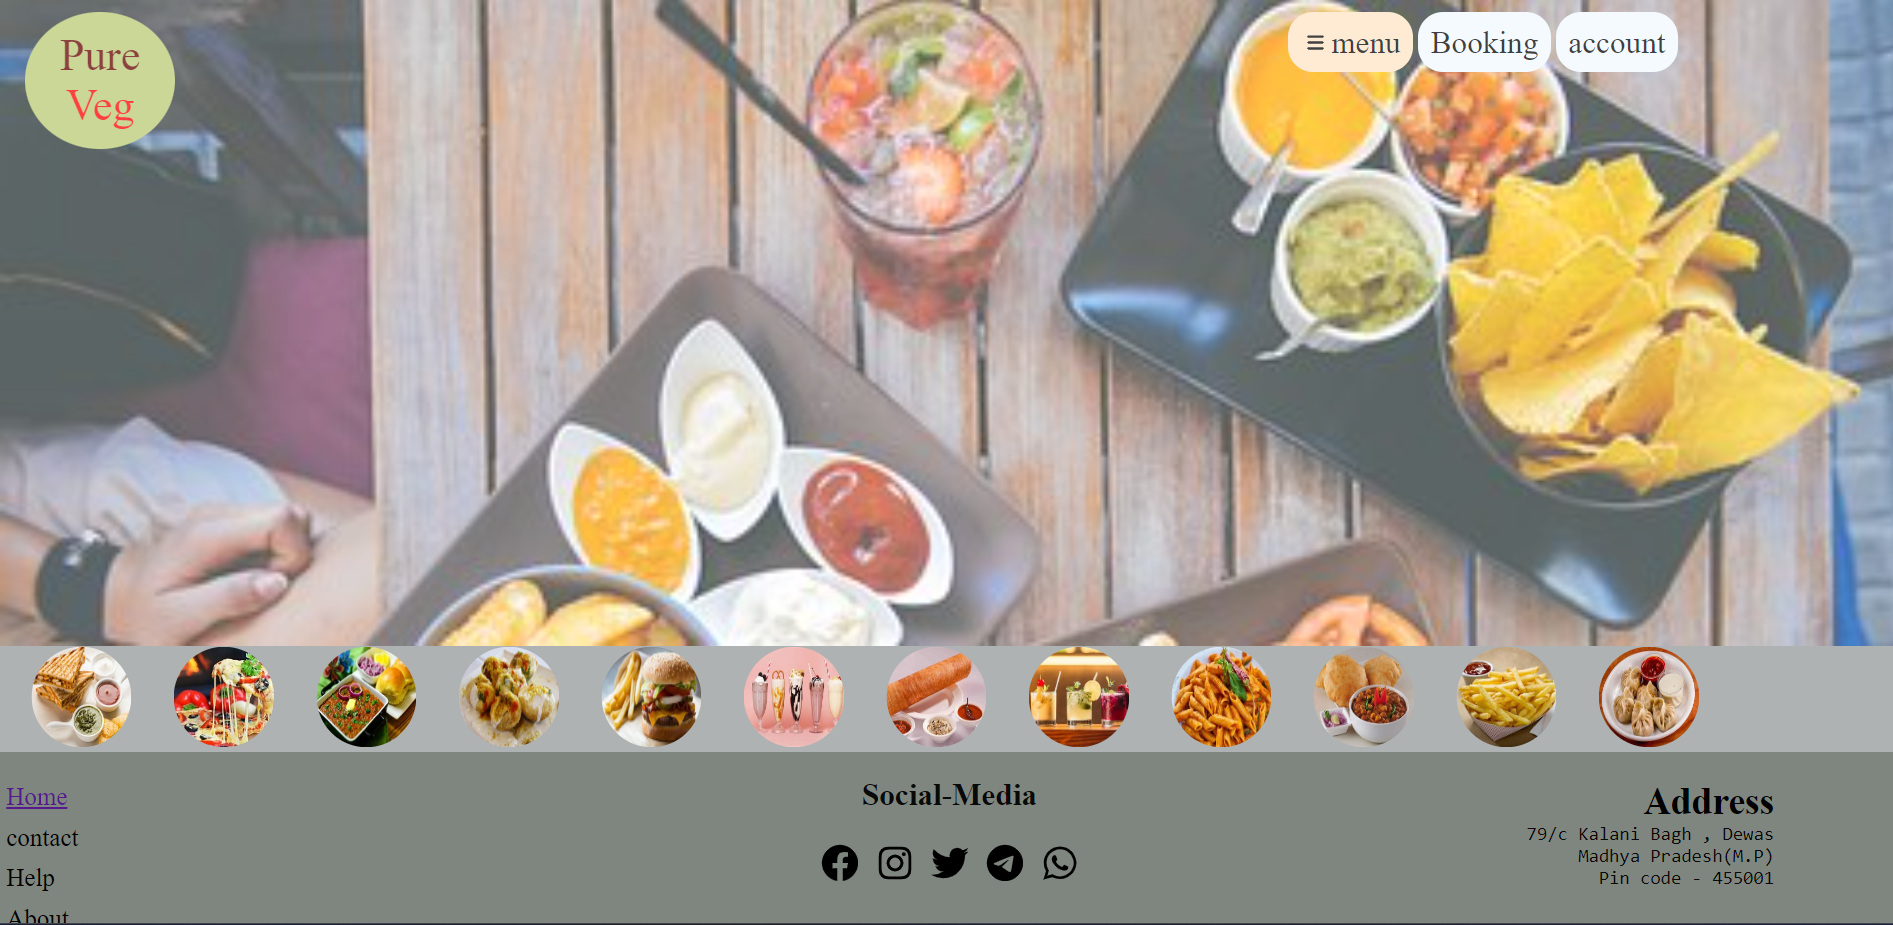 Pure
Veg
menu
Booking
account
Home
contact
Help
About
Social-Media
Address
79/c Kalani Bagh , Dewas
Madhya Pradesh(M.P)
Pin code - 455001